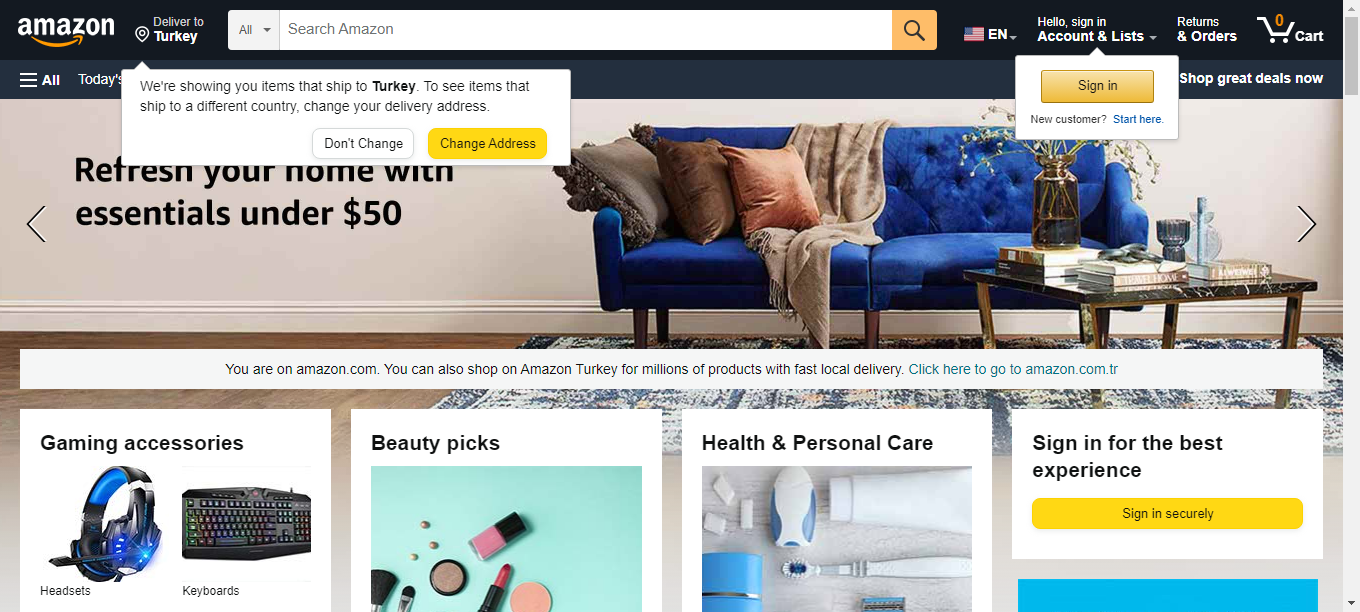 amazon
Deliver to
Turkey
All
Search Amazon
EN
Hello, sign in
Account & Lists
Returns
& Orders
0
Cart
All
Today's
Shop great deals now
We're showing you items that ship to Turkey. To see items that
ship to a different country, change your delivery address.
Don't Change
Change Address
Sign in
New customer? Start here.
Refresh your home with
essentials under $50
You are on amazon.com. You can also shop on Amazon Turkey for millions of products with fast local delivery. Click here to go to amazon.com.tr
Gaming accessories
Headsets
Keyboards
Beauty picks
Health & Personal Care
Sign in for the best
experience
Sign in securely